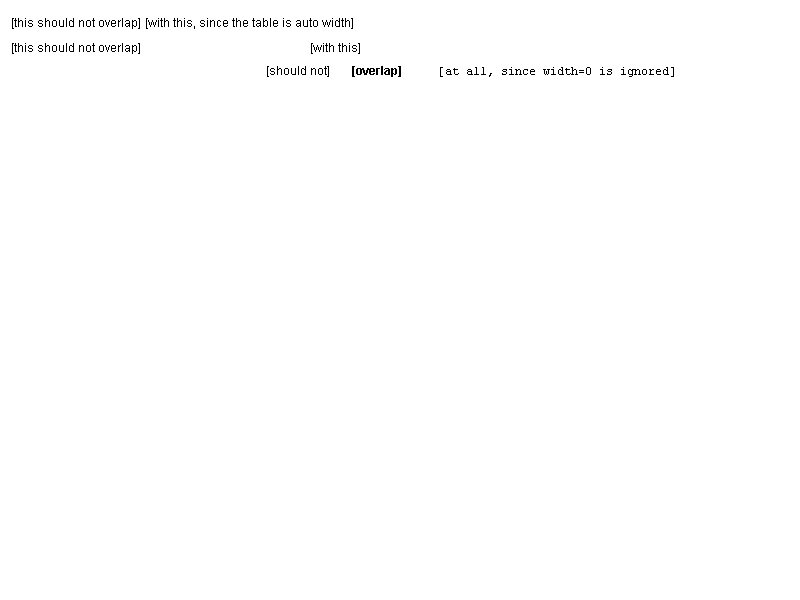 [this should not overlap] [with this, since the table is auto width]
[this should not overlap] [with this]
[should not] [overlap] [at all, since width=0 is ignored]